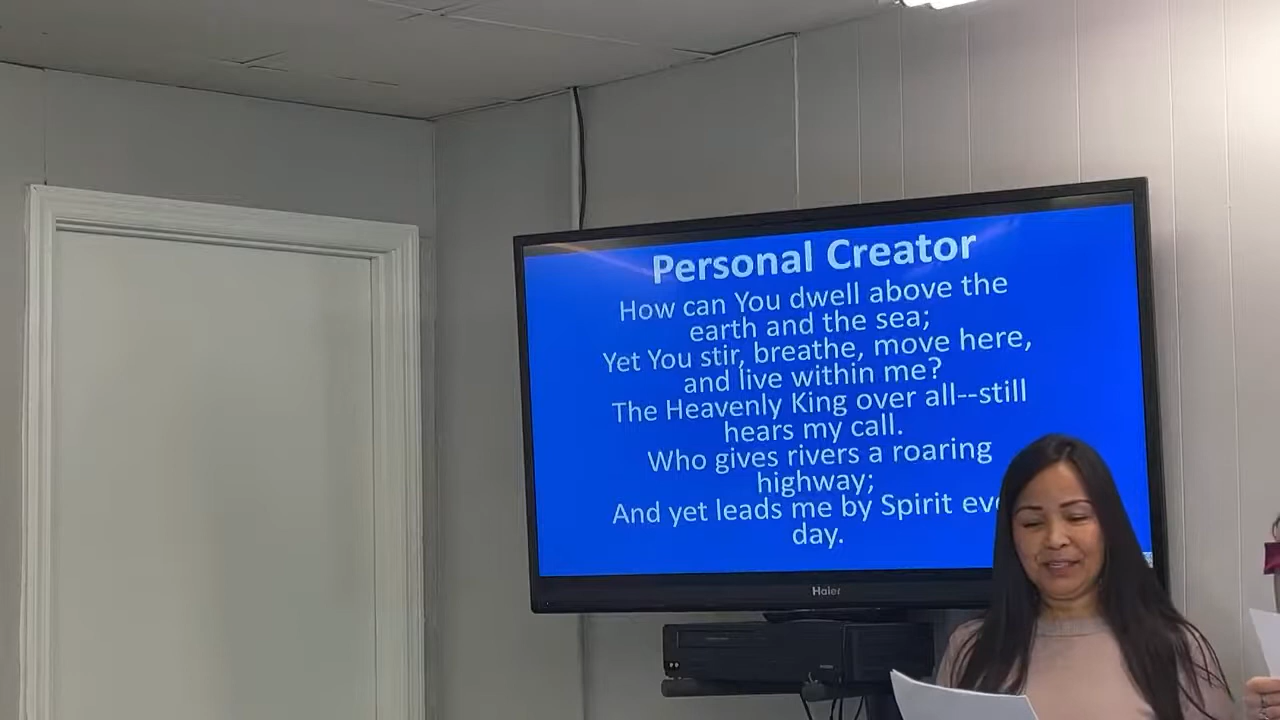 Personal Creator
How can You dwell above the
earth and the sea;
Yet You stir, breathe, move here,
and live within me?
The Heavenly King over all--still
hears my call.
Who gives rivers a roaring
highway;
And yet leads me by Spirit eve
day.
Haier